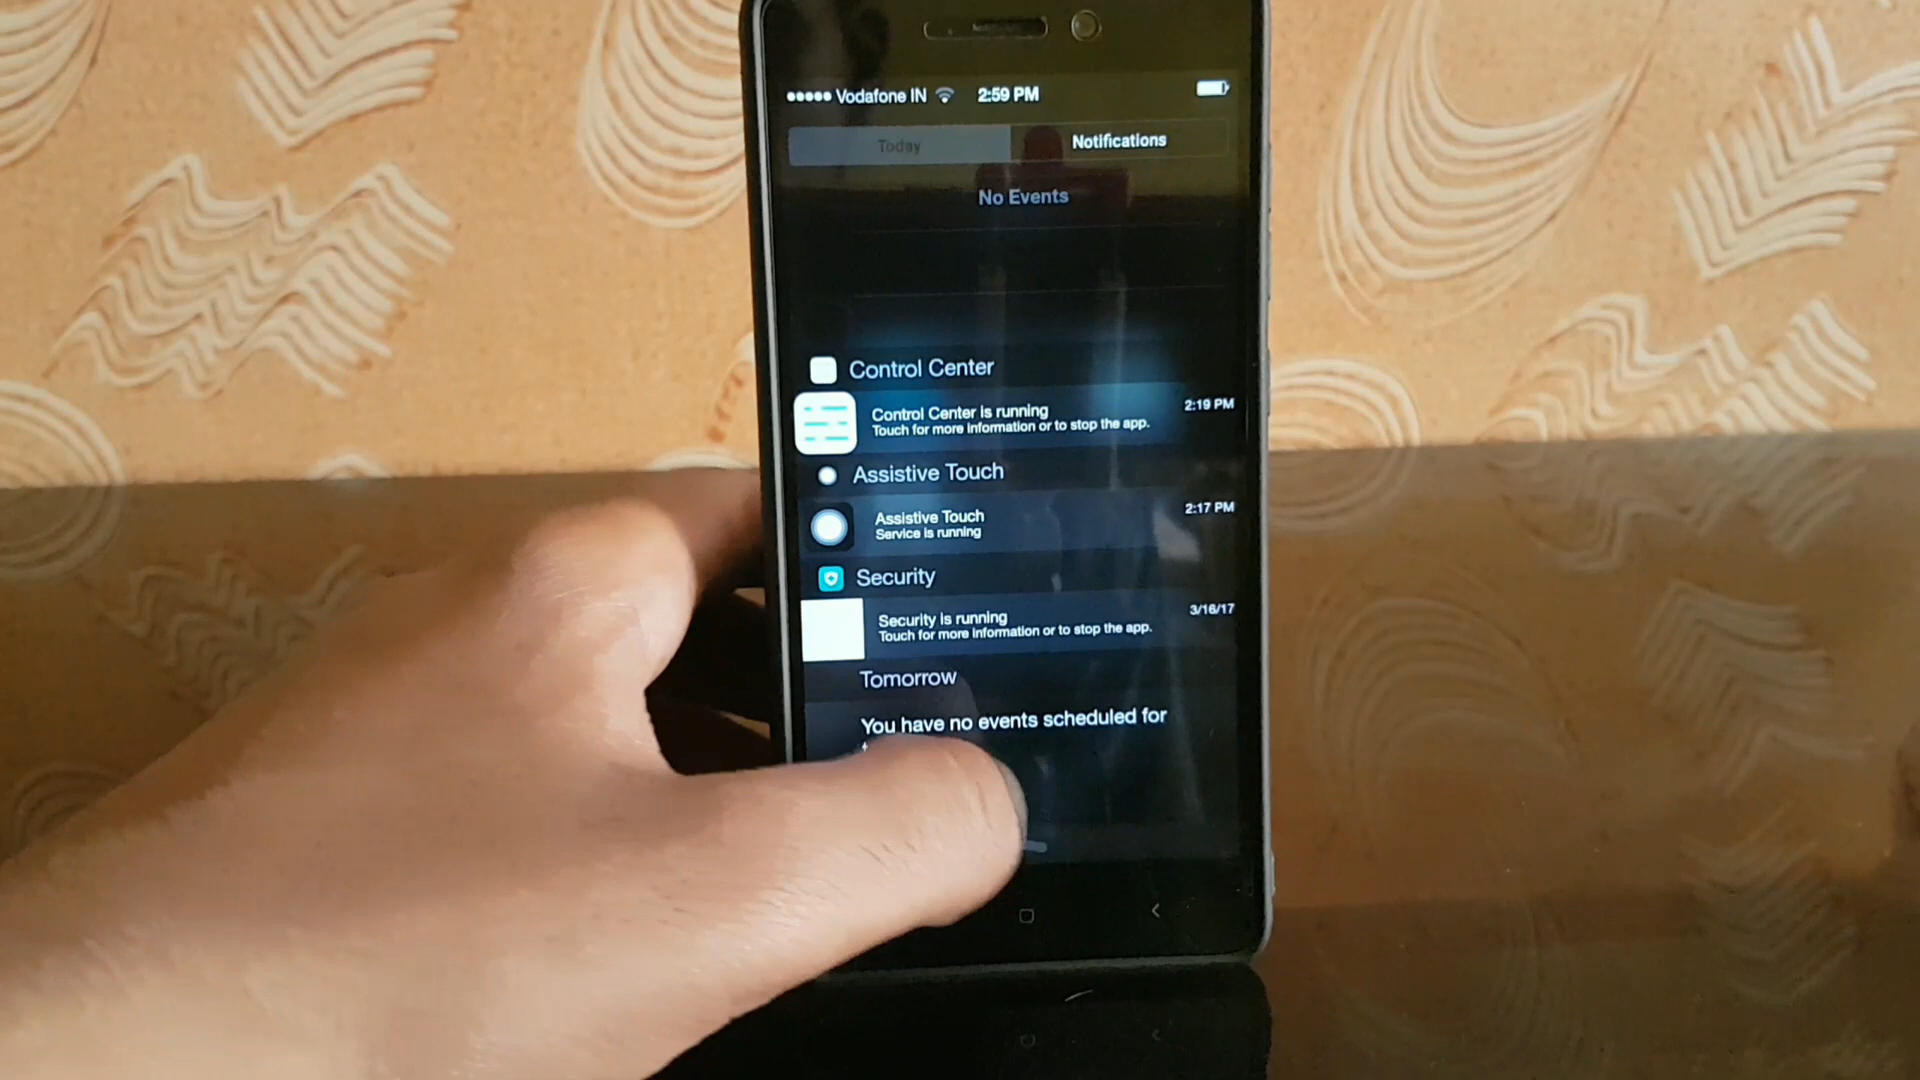 Vodafone IN 2:59 PM
Today Notifications
No Events
Control Center
Control Center is running 2:19 PM
Touch for more information or to stop the app.
Assistive Touch
Assistive Touch 2:17 PM
Service is running
Security
Security is running 3/16/17
Touch for more information or to stop the app.
Tomorrow
You have no events scheduled for